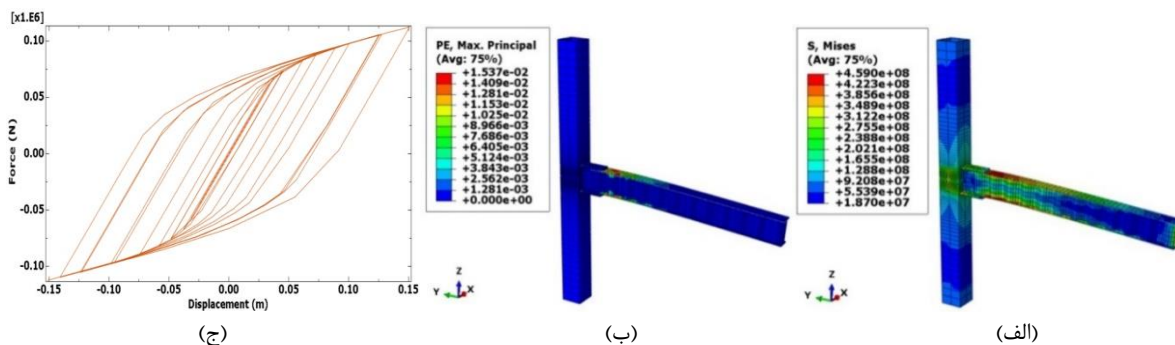 [x1.E6]
0.10
0.05
0.00
-0.05
-0.10
Force (N)
-0.15 -0.10 -0.05 0.00 0.05 0.10 0.15
Displacement (m)
(ج)
PE, Max. Principal
(Avg: 75%)
+1.537e-02
+1.409e-02
+1.281e-02
+1.153e-02
+1.025e-02
+8.966e-03
+7.686e-03
+6.405e-03
+5.124e-03
+3.843e-03
+2.562e-03
+1.281e-03
+0.000e+00
Z
Y X
(ب)
S, Mises
(Avg: 75%)
+4.590e+08
+4.223e+08
+3.856e+08
+3.489e+08
+3.122e+08
+2.755e+08
+2.388e+08
+2.021e+08
+1.655e+08
+1.288e+08
+9.208e+07
+5.539e+07
+1.870e+07
Z
Y X
(الف)